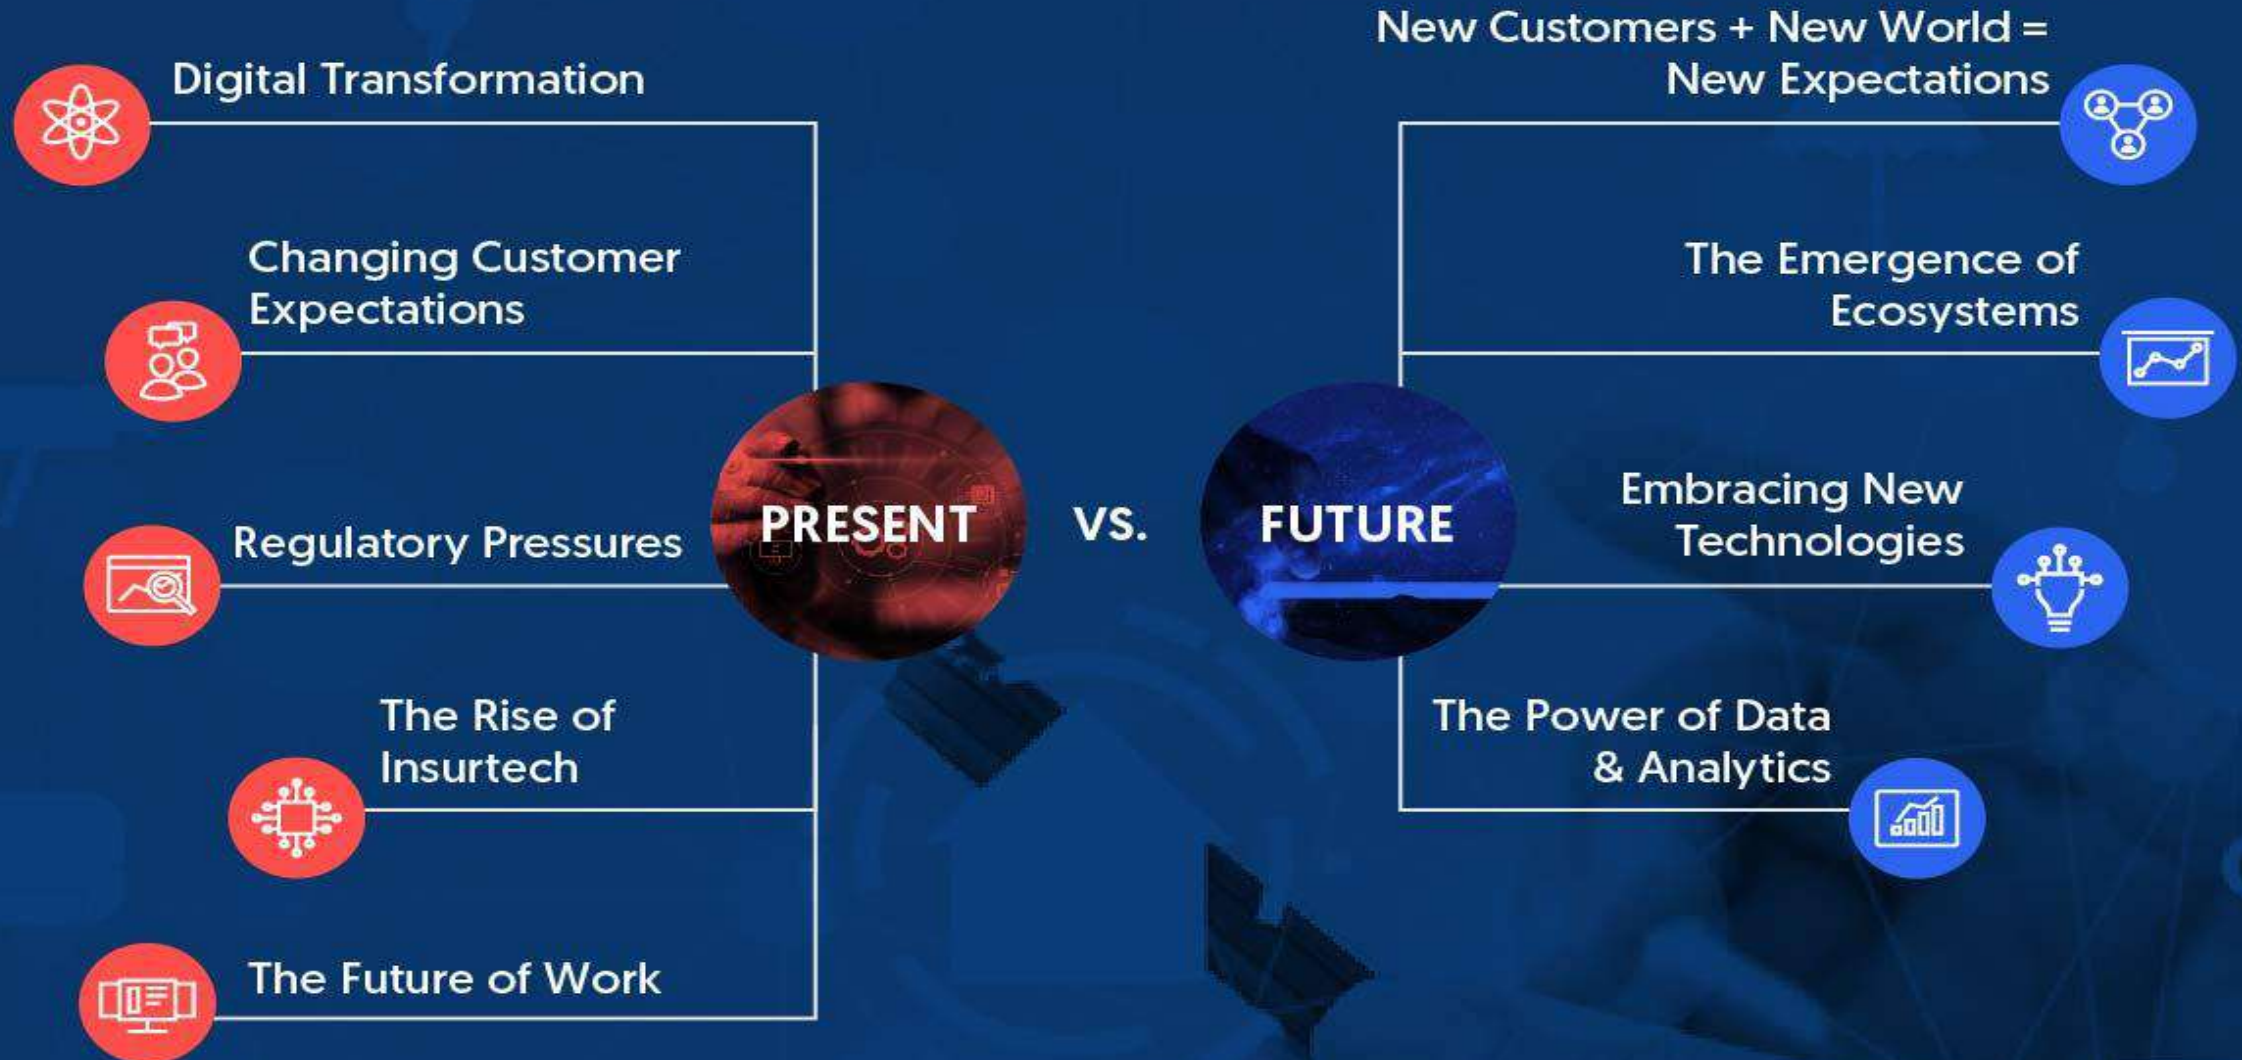 Digital Transformation
Changing Customer
Expectations
Regulatory Pressures
The Rise of
Insurtech
The Future of Work
PRESENT
VS.
FUTURE
New Customers + New World =
New Expectations
The Emergence of
Ecosystems
Embracing New
Technologies
The Power of Data
& Analytics